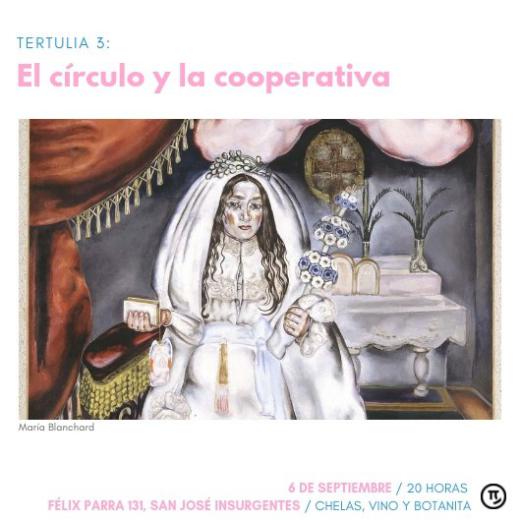 TERTULIA 3:
El círculo y la cooperativa
María Blanchard
6 DE SEPTIEMBRE / 20 HORAS
FÉLIX PARRA 131, SAN JOSÉ INSURGENTES / CHELAS, VINO Y BOTANITA